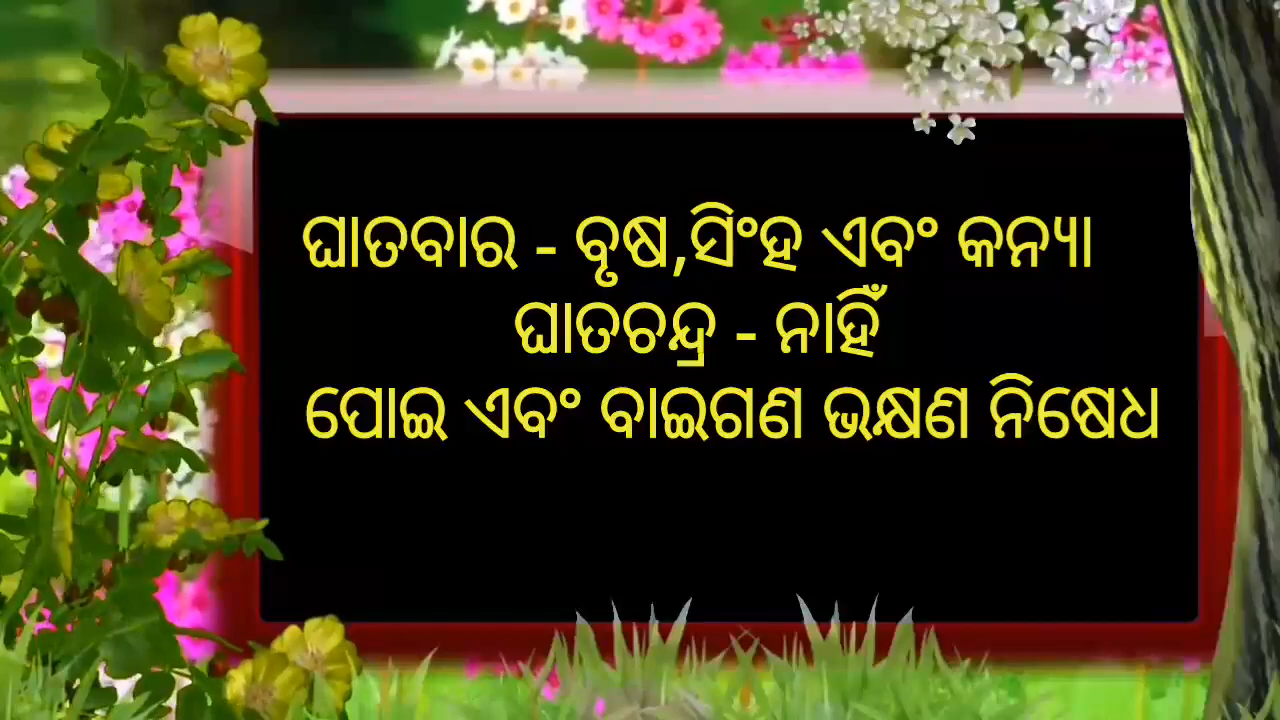 ଘାତବାର - ବୃଷ,ସିଂହ ଏବଂ କନ୍ୟା
ଘାତଚନ୍ଦ୍ର - ନାହିଁ
ପୋଇ ଏବଂ ବାଇଗଣ ଭକ୍ଷଣ ନିଷେଧ